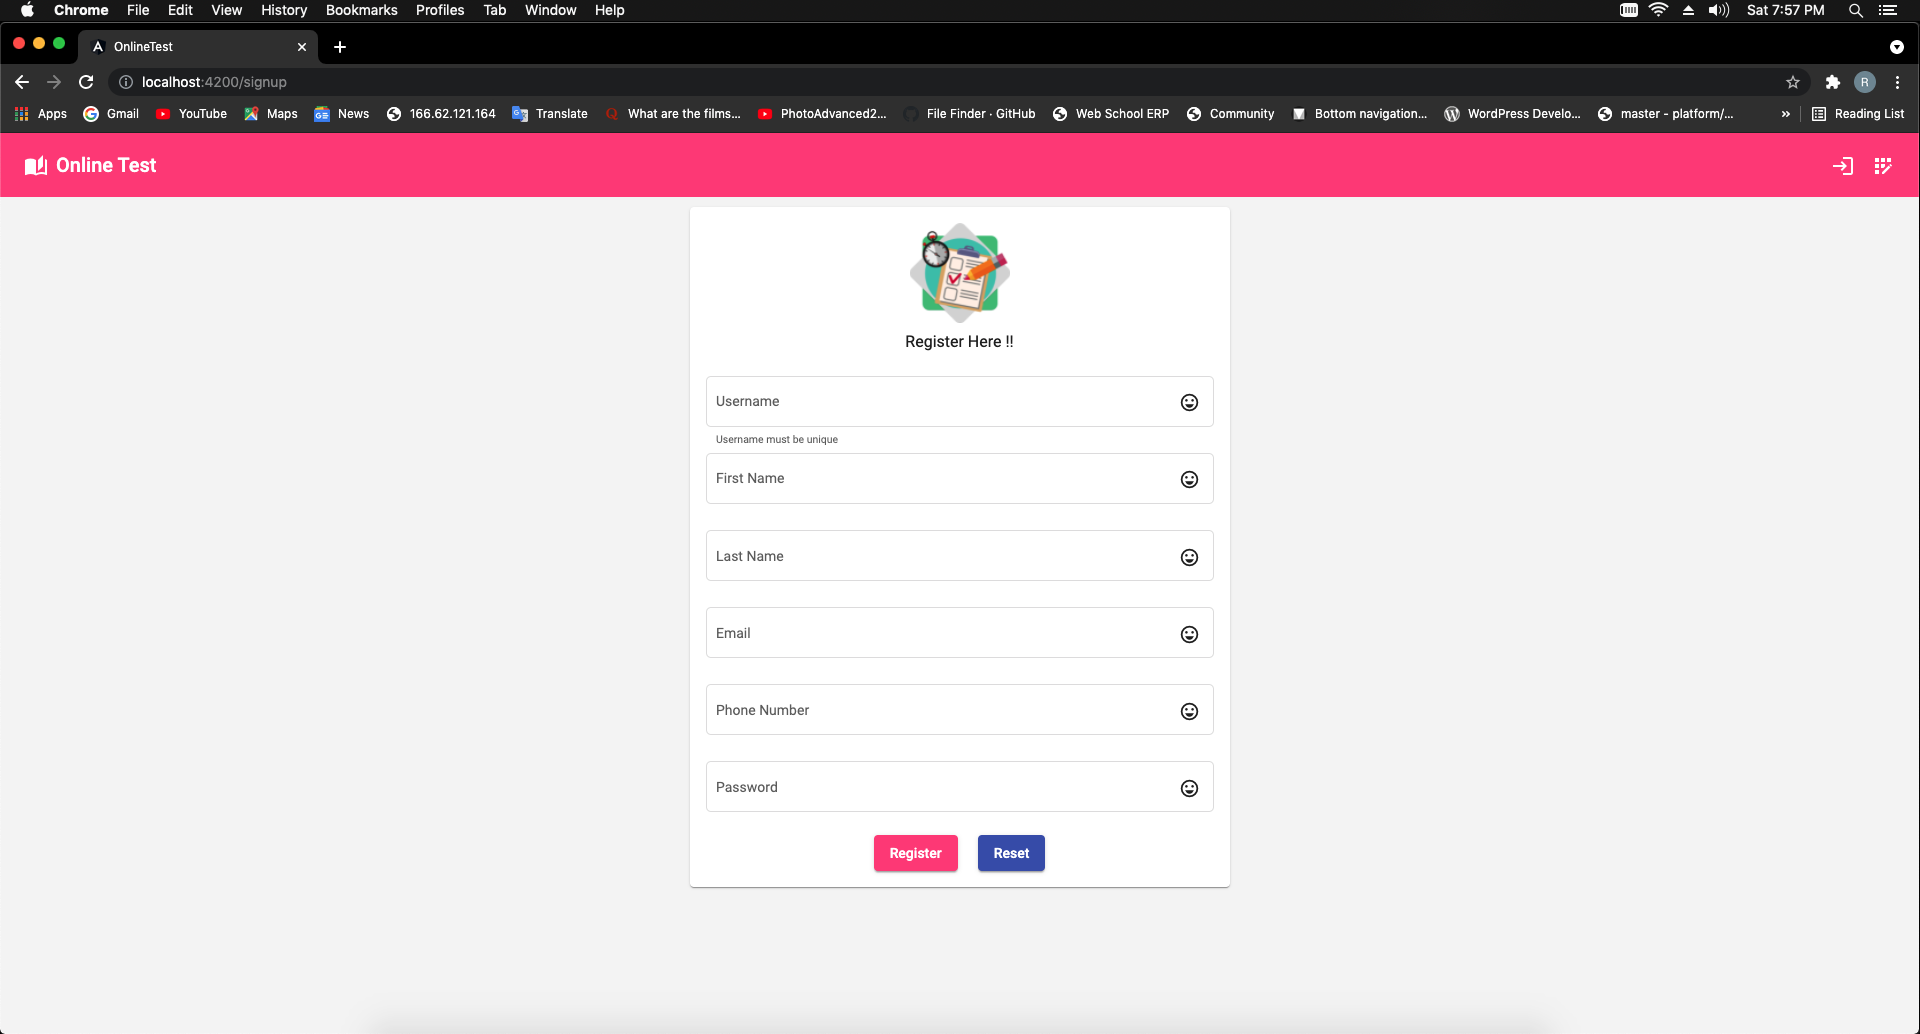 Chrome File Edit View History Bookmarks Profiles Tab Window Help Sat 7:57 PM
OnlineTest
localhost:4200/signup R
Apps Gmail YouTube Maps News 166.62.121.164 Translate What are the films... PhotoAdvanced2... File Finder · GitHub Web School ERP Community Bottom navigation... WordPress Develo... master - platform/... » Reading List
Online Test
Register Here !!
Username
Username must be unique
First Name
Last Name
Email
Phone Number
Password
Register Reset